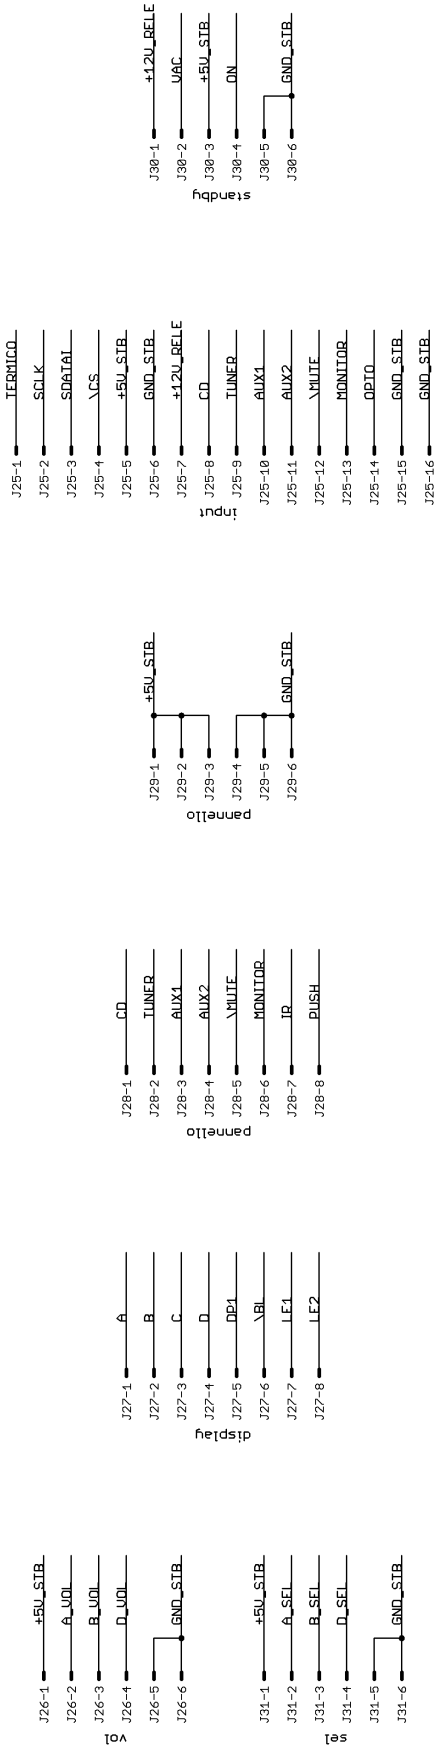 +12V_RELE
VAC
+5V_STB
ON
GND_STB
J30-1
J30-2
J30-3
J30-4
J30-5
J30-6
standby
TERMICO
SCLK
SDATAI
\CS
+5V_STB
GND_STB
+12V_RELE
CD
TUNER
AUX1
AUX2
\MUTE
MONITOR
OPTO
GND_STB
GND_STB
J25-1
J25-2
J25-3
J25-4
J25-5
J25-6
J25-7
J25-8
J25-9
J25-10
J25-11
J25-12
J25-13
J25-14
J25-15
J25-16
input
+5V_STB
GND_STB
J29-1
J29-2
J29-3
J29-4
J29-5
J29-6
pannello
CD
TUNER
AUX1
AUX2
\MUTE
MONITOR
IR
PUSH
J28-1
J28-2
J28-3
J28-4
J28-5
J28-6
J28-7
J28-8
pannello
A
B
C
D
DP1
\BL
LE1
LE2
J27-1
J27-2
J27-3
J27-4
J27-5
J27-6
J27-7
J27-8
display
+5V_STB
A_VOL
B_VOL
D_VOL
GND_STB
J26-1
J26-2
J26-3
J26-4
J26-5
J26-6
vol
+5V_STB
A_SEL
B_SEL
D_SEL
GND_STB
J31-1
J31-2
J31-3
J31-4
J31-5
J31-6
sel